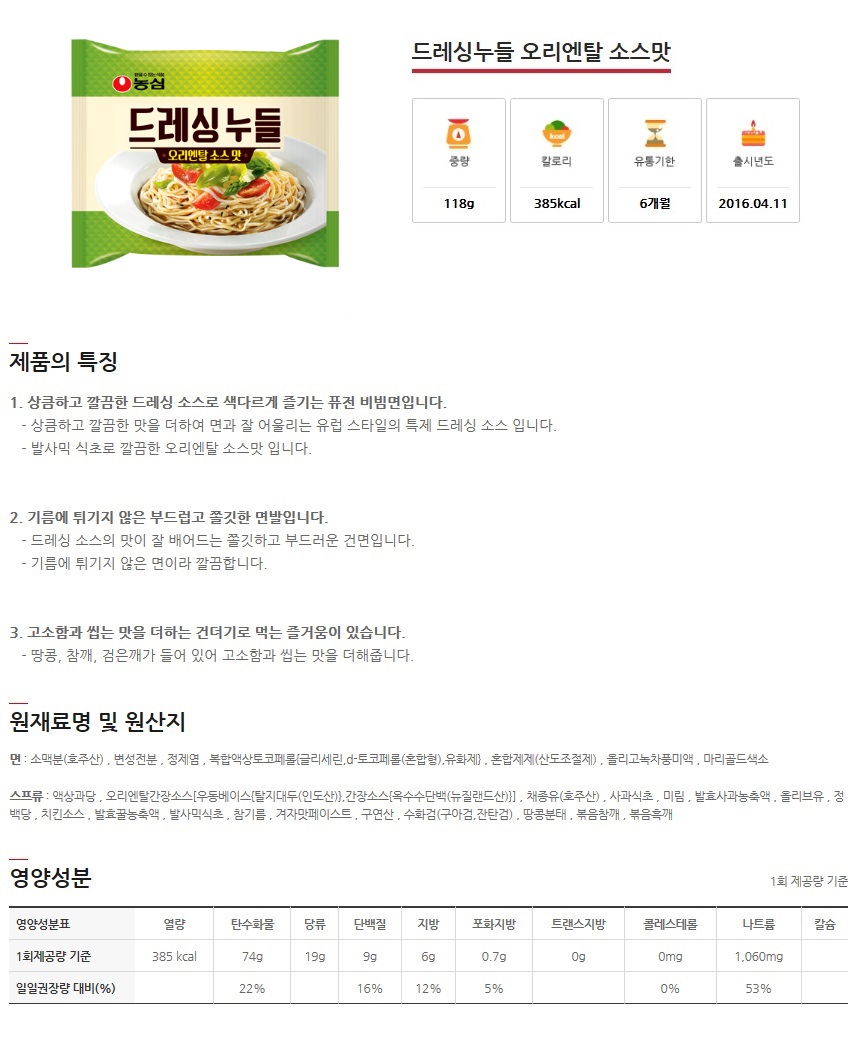 드레싱누들 오리엔탈 소스맛
농심
드레싱누들
오리엔탈 소스 맛
중량
칼로리
유통기한
출시년도
118g
385kcal
6개월
2016.04.11
제품의 특징
1. 상큼하고 깔끔한 드레싱 소스로 색다르게 즐기는 퓨전 비빔면입니다.
- 상큼하고 깔끔한 맛을 더하여 면과 잘 어울리는 유럽 스타일의 특제 드레싱 소스 입니다.
- 발사믹 식초로 깔끔한 오리엔탈 소스맛 입니다.
2. 기름에 튀기지 않은 부드럽고 쫄깃한 면발입니다.
- 드레싱 소스의 맛이 잘 배어드는 쫄깃하고 부드러운 건면입니다.
- 기름에 튀기지 않은 면이라 깔끔합니다.
3. 고소함과 씹는 맛을 더하는 건더기로 먹는 즐거움이 있습니다.
- 땅콩, 참깨, 검은깨가 들어 있어 고소함과 씹는 맛을 더해줍니다.
원재료명 및 원산지
면 : 소맥분(호주산) , 변성전분 , 정제염 , 복합액상토코페롤{글리세린,d-토코페롤(혼합형),유화제} , 혼합제제(산도조절제) , 올리고녹차풍미액 , 마리골드색소
스프류 : 액상과당 , 오리엔탈간장소스[우동베이스{탈지대두(인도산)},간장소스{옥수수단백(뉴질랜드산)}] , 채종유(호주산) , 사과식초 , 미림 , 발효사과농축액 , 올리브유 , 정
백당 , 치킨소스 , 발효꿀농축액 , 발사믹식초 , 참기름 , 겨자맛페이스트 , 구연산 , 수화검(구아검,잔탄검) , 땅콩분태 , 볶음참깨 , 볶음흑깨
영양성분
1회 제공량 기준
영양성분표 열량 탄수화물 당류 단백질 지방 포화지방 트랜스지방 콜레스테롤 나트륨 칼슘
1회제공량 기준 385 kcal 74g 19g 9g 6g 0.7g 0g 0mg 1,060mg
일일권장량 대비(%) 22% 16% 12% 5% 0% 53%